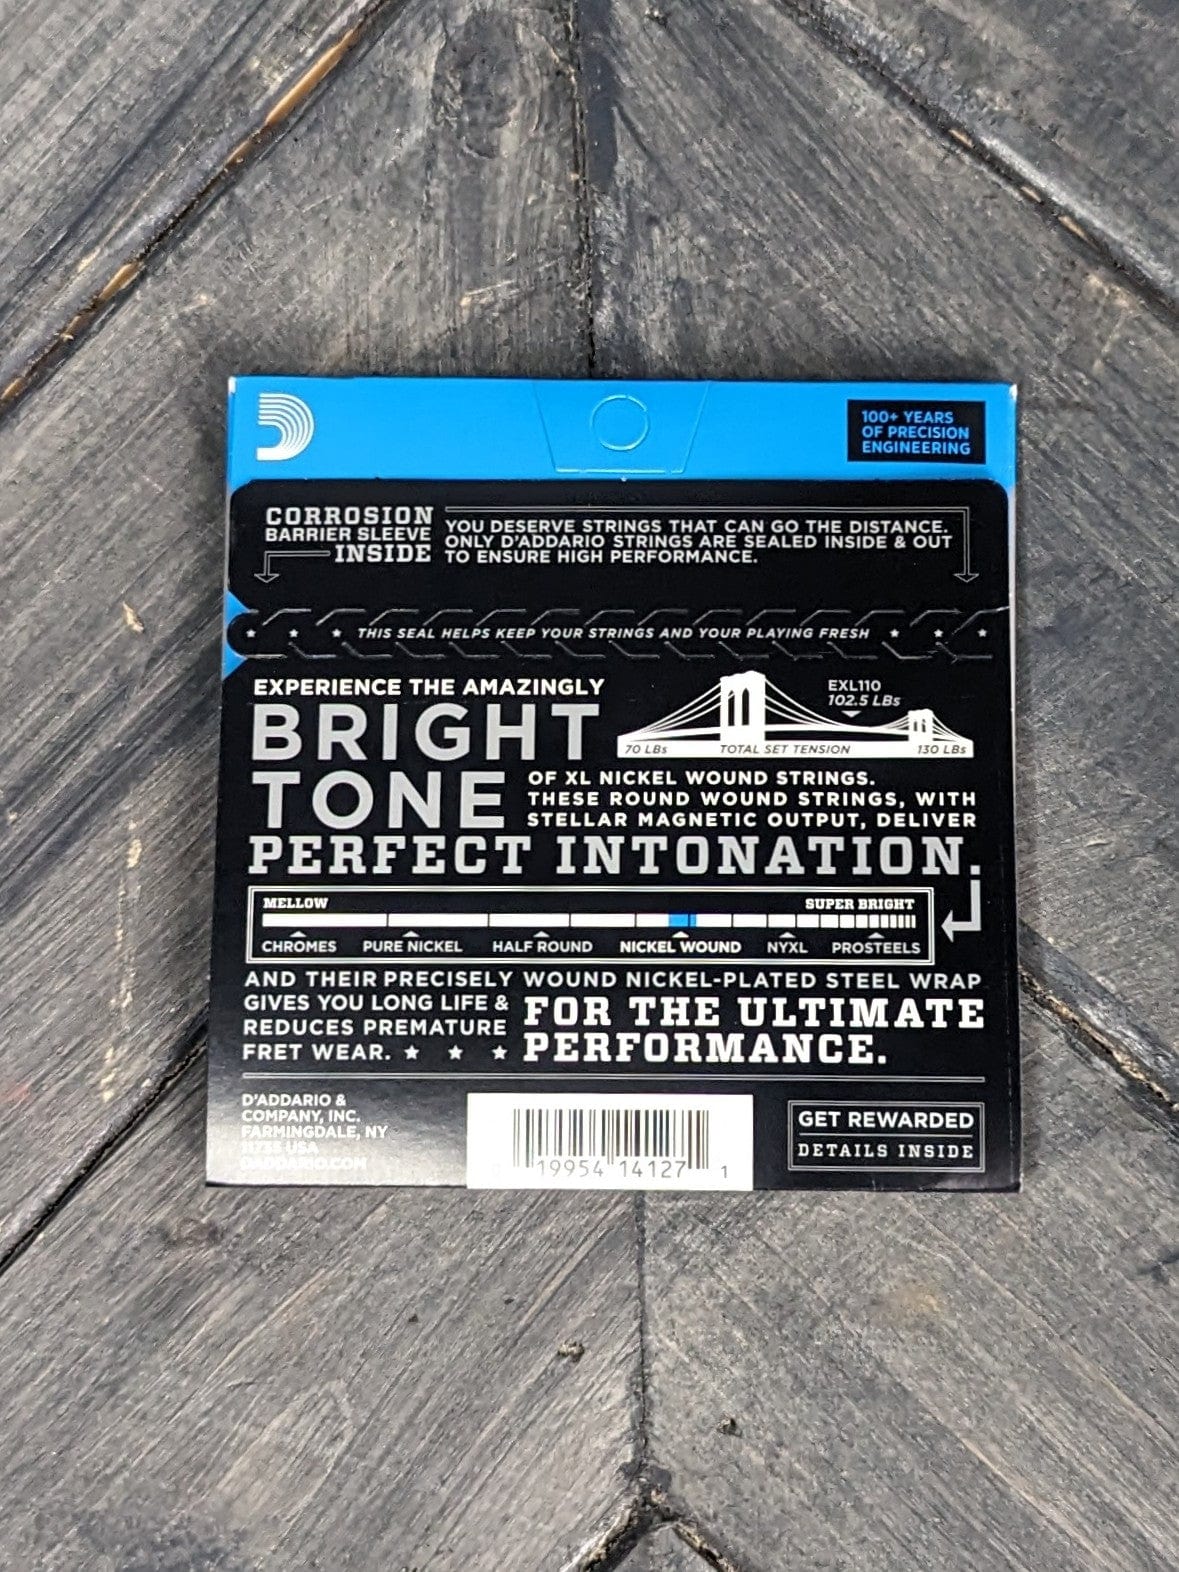 100+ YEARS
OF PRECISION
ENGINEERING
CORROSION
BARRIER SLEEVE
INSIDE
YOU DESERVE STRINGS THAT CAN GO THE DISTANCE.
ONLY D'ADDARIO STRINGS ARE SEALED INSIDE & OUT
TO ENSURE HIGH PERFORMANCE.
THIS SEAL HELPS KEEP YOUR STRINGS AND YOUR PLAYING FRESH
EXPERIENCE THE AMAZINGLY
BRIGHT
TONE
EXL110
102.5 LBs
70 LBs TOTAL SET TENSION 130 LBs
OF XL NICKEL WOUND STRINGS.
THESE ROUND WOUND STRINGS, WITH
STELLAR MAGNETIC OUTPUT, DELIVER
PERFECT INTONATION.
MELLOW SUPER BRIGHT
CHROMES PURE NICKEL HALF ROUND NICKEL WOUND NYXL PROSTEELS
AND THEIR PRECISELY WOUND NICKEL-PLATED STEEL WRAP
GIVES YOU LONG LIFE &
REDUCES PREMATURE
FRET WEAR.
FOR THE ULTIMATE
PERFORMANCE.
D'ADDARIO &
COMPANY, INC.
FARMINGDALE, NY
11735 USA
DADDARIO.COM
0 19954 14127 1
GET REWARDED
DETAILS INSIDE